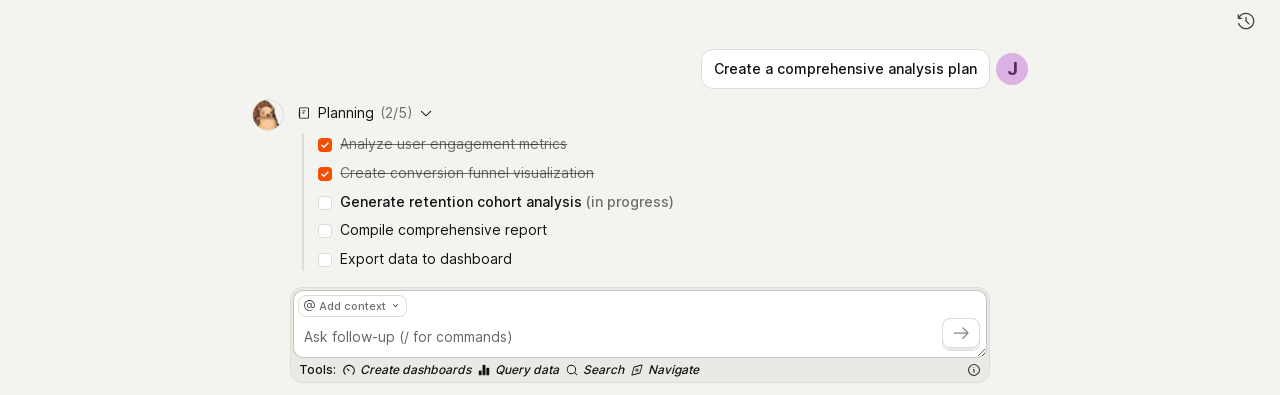 Create a comprehensive analysis plan
J
Planning (2/5)
Analyze user engagement metrics
Create conversion funnel visualization
Generate retention cohort analysis (in progress)
Compile comprehensive report
Export data to dashboard
@ Add context
Ask follow-up (/ for commands)
Tools: Create dashboards Query data Search Navigate